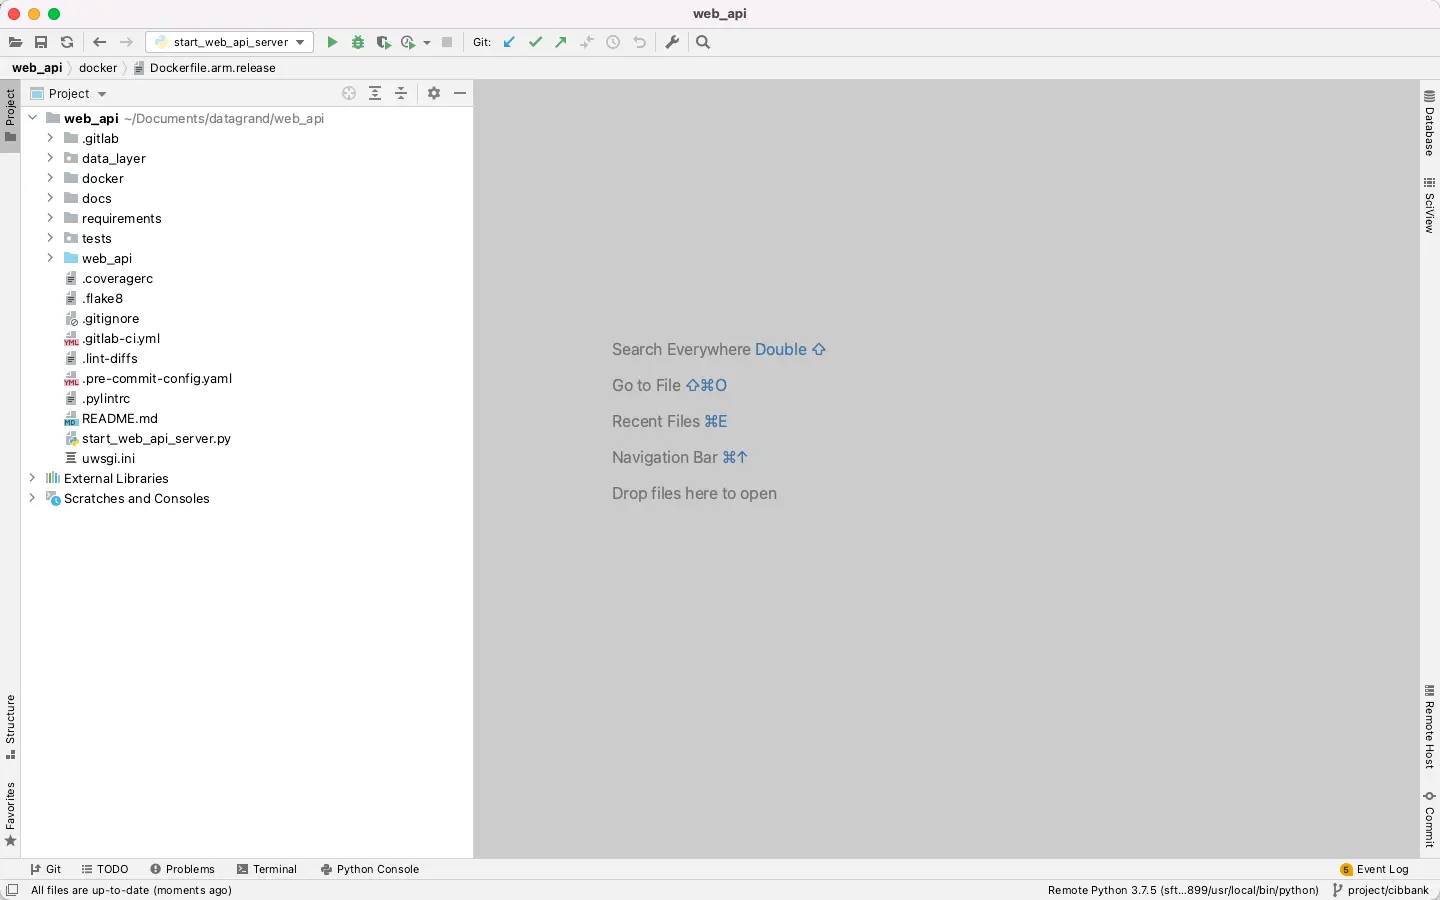 web_api
start_web_api_server
Git:
web_api
docker
Dockerfile.arm.release
Project
Project
web_api ~/Documents/datagrand/web_api
.gitlab
data_layer
docker
docs
requirements
tests
web_api
.coveragerc
.flake8
.gitignore
.gitlab-ci.yml
.lint-diffs
.pre-commit-config.yaml
.pylintrc
README.md
start_web_api_server.py
uwsgi.ini
External Libraries
Scratches and Consoles
Structure
Favorites
Search Everywhere Double ⇧
Go to File ⇧⌘O
Recent Files ⌘E
Navigation Bar ⌘↑
Drop files here to open
Database
SciView
Remote Host
Commit
Git
TODO
Problems
Terminal
Python Console
5 Event Log
All files are up-to-date (moments ago)
Remote Python 3.7.5 (sft...899/usr/local/bin/python)
project/cibbank